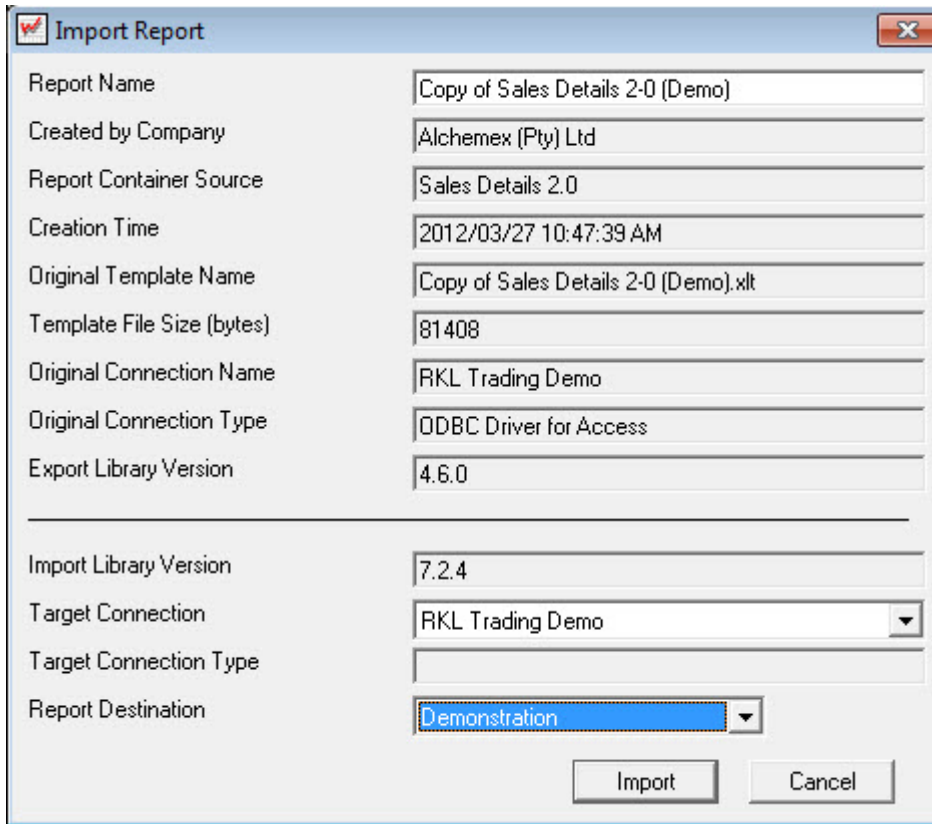 Import Report
Report Name Copy of Sales Details 2-0 (Demo)
Created by Company Alchemex (Pty) Ltd
Report Container Source Sales Details 2.0
Creation Time 2012/03/27 10:47:39 AM
Original Template Name Copy of Sales Details 2-0 (Demo).xlt
Template File Size (bytes) 81408
Original Connection Name RKL Trading Demo
Original Connection Type ODBC Driver for Access
Export Library Version 4.6.0
Import Library Version 7.2.4
Target Connection RKL Trading Demo
Target Connection Type
Report Destination Demonstration
Import Cancel